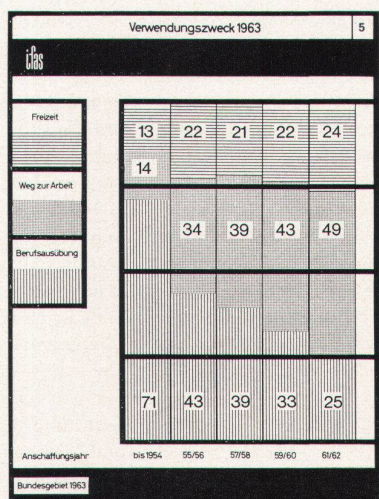 Verwendungszweck 1963 5
ifas
Freizeit
Weg zur Arbeit
Berufsausübung
13 22 21 22 24
14
34 39 43 49
71 43 39 33 25
Anschaffungsjahr bis 1954 55/56 57/58 59/60 61/62
Bundesgebiet 1963